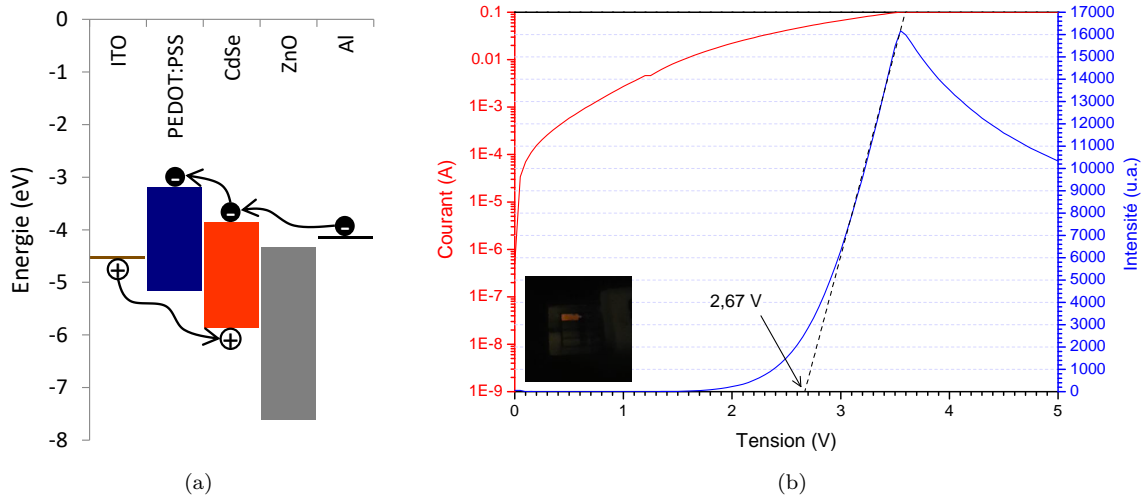 0
-1
-2
-3
-4
-5
-6
-7
-8
Energie (eV)
ITO
PEDOT:PSS
CdSe
ZnO
Al
-
-
-
+
+
(a)
0.1
0.01
1E-3
1E-4
1E-5
1E-6
1E-7
1E-8
1E-9
Courant (A)
2,67 V
0 1 2 3 4 5
Tension (V)
17000
16000
15000
14000
13000
12000
11000
10000
9000
8000
7000
6000
5000
4000
3000
2000
1000
0
Intensité (u.a.)
(b)